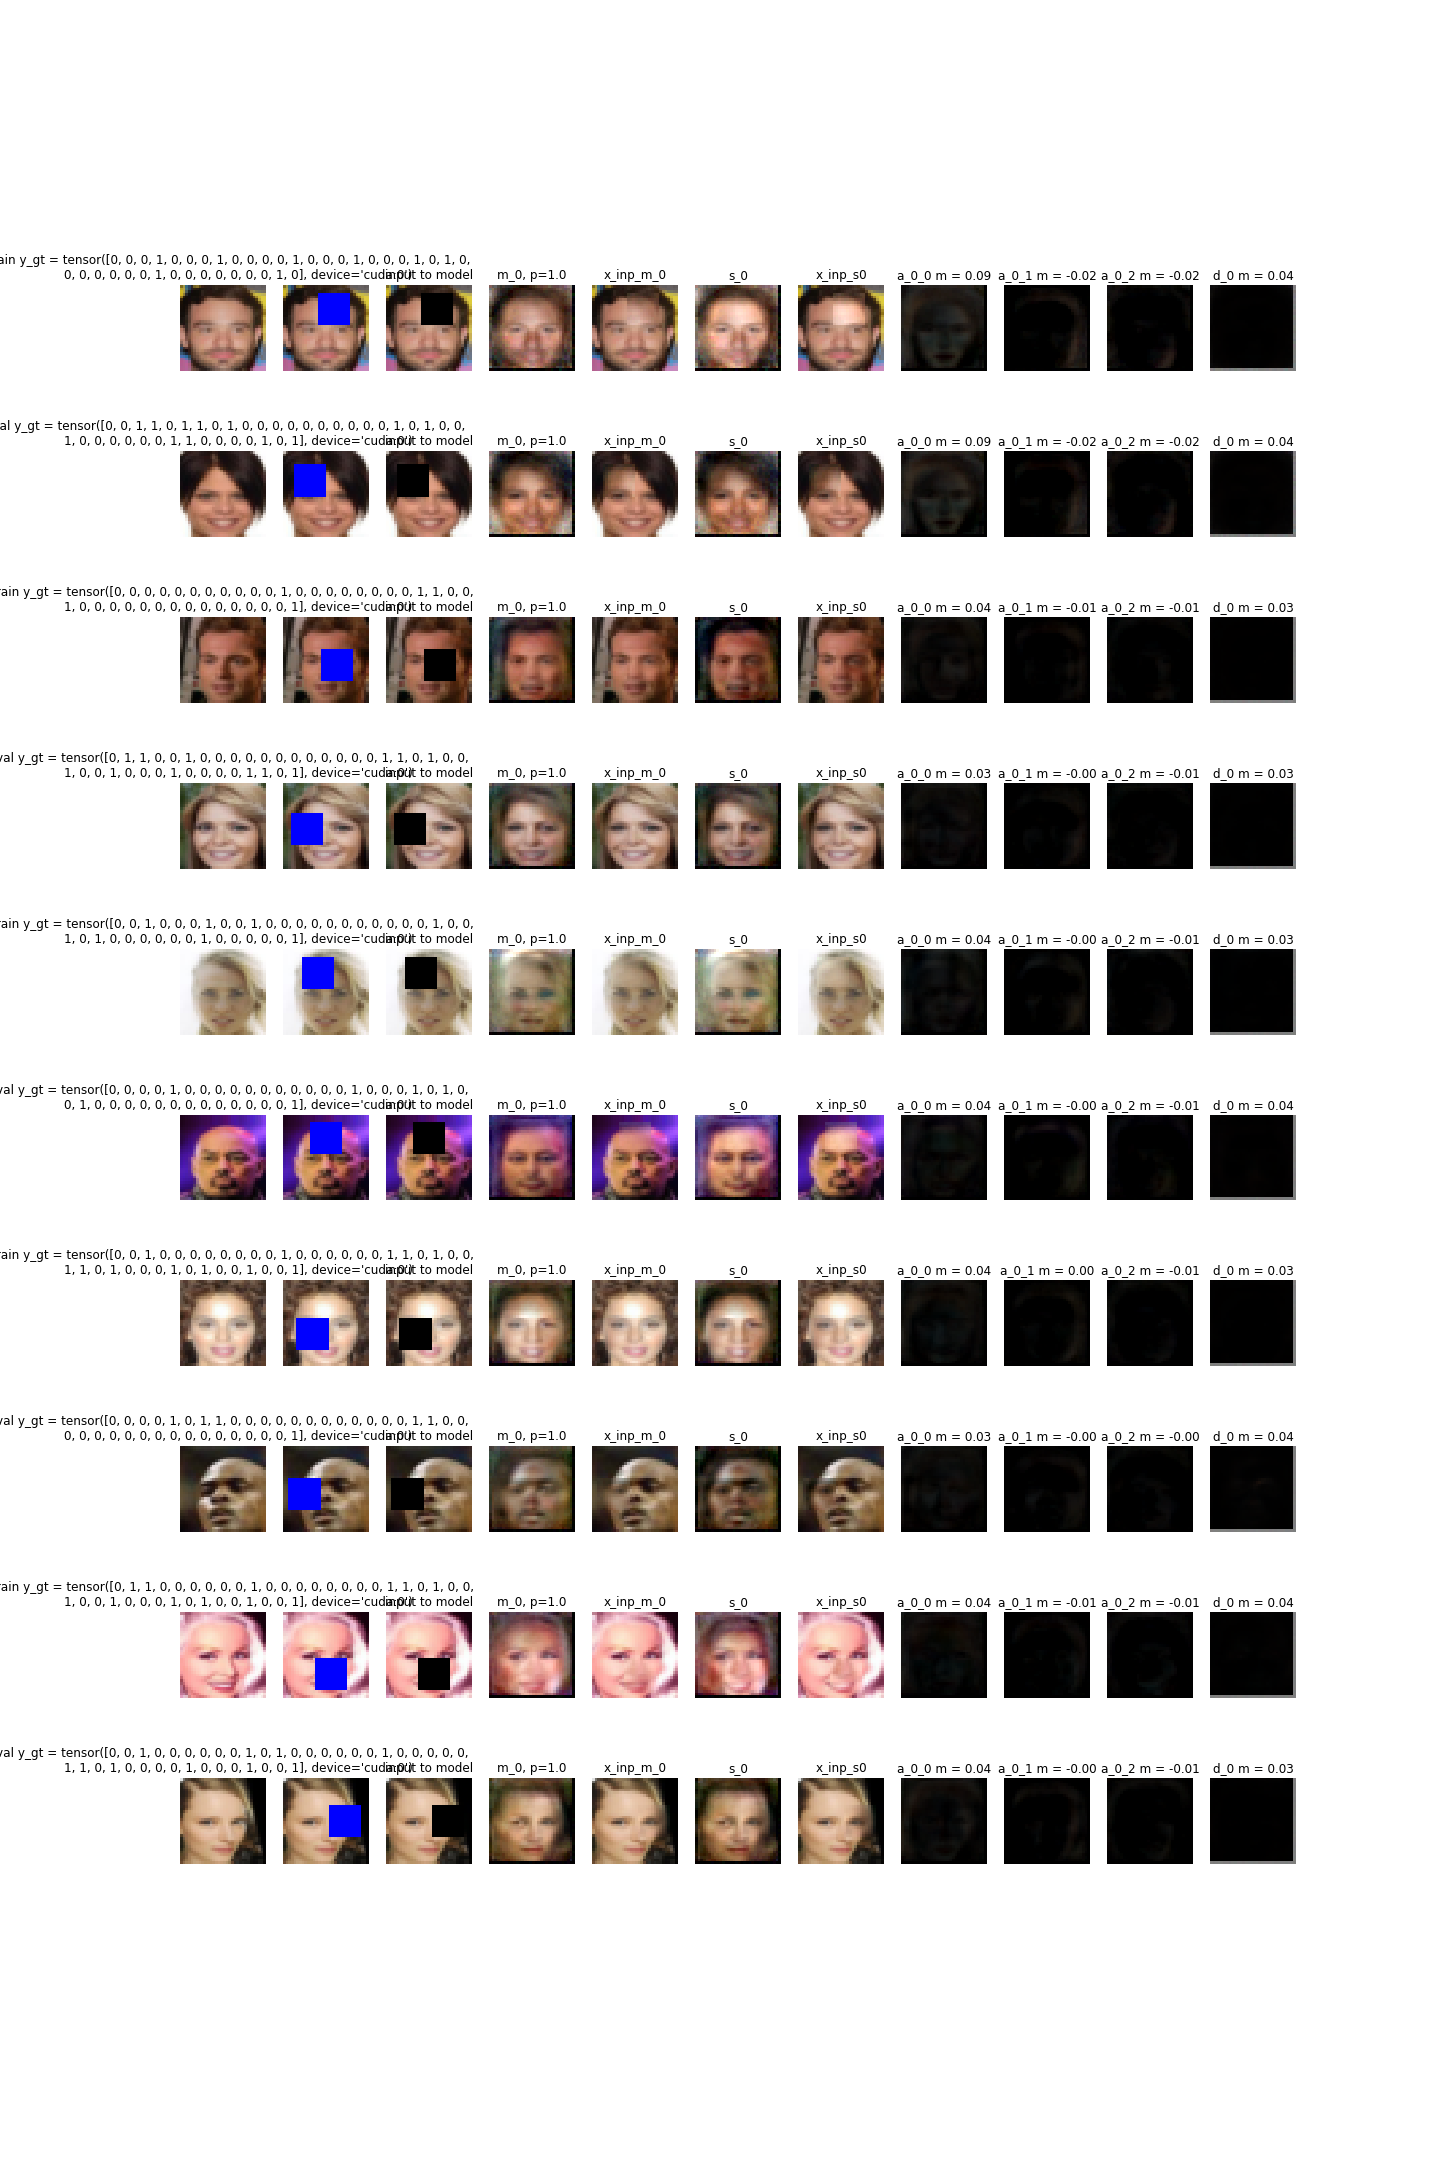 ain y_gt = tensor([0, 0, 0, 1, 0, 0, 0, 1, 0, 0, 0, 0, 1, 0, 0, 0, 1, 0, 0, 0, 1, 0, 1, 0,
0, 0, 0, 0, 0, 0, 1, 0, 0, 0, 0, 0, 0, 0, 1, 0], device='cuda:0') input to model m_0, p=1.0 x_inp_m_0 s_0 x_inp_s0 a_0_0 m = 0.09 a_0_1 m = -0.02 a_0_2 m = -0.02 d_0 m = 0.04
al y_gt = tensor([0, 0, 1, 1, 0, 1, 1, 0, 1, 0, 0, 0, 0, 0, 0, 0, 0, 0, 0, 1, 0, 1, 0, 0,
1, 0, 0, 0, 0, 0, 0, 1, 1, 0, 0, 0, 0, 1, 0, 1], device='cuda:0') input to model m_0, p=1.0 x_inp_m_0 s_0 x_inp_s0 a_0_0 m = 0.09 a_0_1 m = -0.02 a_0_2 m = -0.02 d_0 m = 0.04
ain y_gt = tensor([0, 0, 0, 0, 0, 0, 0, 0, 0, 0, 0, 1, 0, 0, 0, 0, 0, 0, 0, 0, 1, 1, 0, 0,
1, 0, 0, 0, 0, 0, 0, 0, 0, 0, 0, 0, 0, 0, 0, 1], device='cuda:0') input to model m_0, p=1.0 x_inp_m_0 s_0 x_inp_s0 a_0_0 m = 0.04 a_0_1 m = -0.01 a_0_2 m = -0.01 d_0 m = 0.03
val y_gt = tensor([0, 1, 1, 0, 0, 1, 0, 0, 0, 0, 0, 0, 0, 0, 0, 0, 0, 0, 1, 1, 0, 1, 0, 0,
1, 0, 0, 1, 0, 0, 0, 1, 0, 0, 0, 0, 1, 1, 0, 1], device='cuda:0') input to model m_0, p=1.0 x_inp_m_0 s_0 x_inp_s0 a_0_0 m = 0.03 a_0_1 m = -0.00 a_0_2 m = -0.01 d_0 m = 0.03
ain y_gt = tensor([0, 0, 1, 0, 0, 0, 1, 0, 0, 1, 0, 0, 0, 0, 0, 0, 0, 0, 0, 0, 0, 1, 0, 0,
1, 0, 1, 0, 0, 0, 0, 0, 0, 1, 0, 0, 0, 0, 0, 1], device='cuda:0') input to model m_0, p=1.0 x_inp_m_0 s_0 x_inp_s0 a_0_0 m = 0.04 a_0_1 m = -0.00 a_0_2 m = -0.01 d_0 m = 0.03
val y_gt = tensor([0, 0, 0, 0, 1, 0, 0, 0, 0, 0, 0, 0, 0, 0, 0, 0, 1, 0, 0, 0, 1, 0, 1, 0,
0, 1, 0, 0, 0, 0, 0, 0, 0, 0, 0, 0, 0, 0, 0, 1], device='cuda:0') input to model m_0, p=1.0 x_inp_m_0 s_0 x_inp_s0 a_0_0 m = 0.04 a_0_1 m = -0.00 a_0_2 m = -0.01 d_0 m = 0.04
ain y_gt = tensor([0, 0, 1, 0, 0, 0, 0, 0, 0, 0, 0, 1, 0, 0, 0, 0, 0, 0, 1, 1, 0, 1, 0, 0,
1, 1, 0, 1, 0, 0, 0, 1, 0, 1, 0, 0, 1, 0, 0, 1], device='cuda:0') input to model m_0, p=1.0 x_inp_m_0 s_0 x_inp_s0 a_0_0 m = 0.04 a_0_1 m = 0.00 a_0_2 m = -0.01 d_0 m = 0.03
val y_gt = tensor([0, 0, 0, 0, 1, 0, 1, 1, 0, 0, 0, 0, 0, 0, 0, 0, 0, 0, 0, 0, 1, 1, 0, 0,
0, 0, 0, 0, 0, 0, 0, 0, 0, 0, 0, 0, 0, 0, 0, 1], device='cuda:0') input to model m_0, p=1.0 x_inp_m_0 s_0 x_inp_s0 a_0_0 m = 0.03 a_0_1 m = -0.00 a_0_2 m = -0.00 d_0 m = 0.04
ain y_gt = tensor([0, 1, 1, 0, 0, 0, 0, 0, 0, 1, 0, 0, 0, 0, 0, 0, 0, 0, 1, 1, 0, 1, 0, 0,
1, 0, 0, 1, 0, 0, 0, 1, 0, 1, 0, 0, 1, 0, 0, 1], device='cuda:0') input to model m_0, p=1.0 x_inp_m_0 s_0 x_inp_s0 a_0_0 m = 0.04 a_0_1 m = -0.01 a_0_2 m = -0.01 d_0 m = 0.04
val y_gt = tensor([0, 0, 1, 0, 0, 0, 0, 0, 0, 1, 0, 1, 0, 0, 0, 0, 0, 0, 1, 0, 0, 0, 0, 0,
1, 1, 0, 1, 0, 0, 0, 0, 1, 0, 0, 0, 1, 0, 0, 1], device='cuda:0') input to model m_0, p=1.0 x_inp_m_0 s_0 x_inp_s0 a_0_0 m = 0.04 a_0_1 m = -0.00 a_0_2 m = -0.01 d_0 m = 0.03